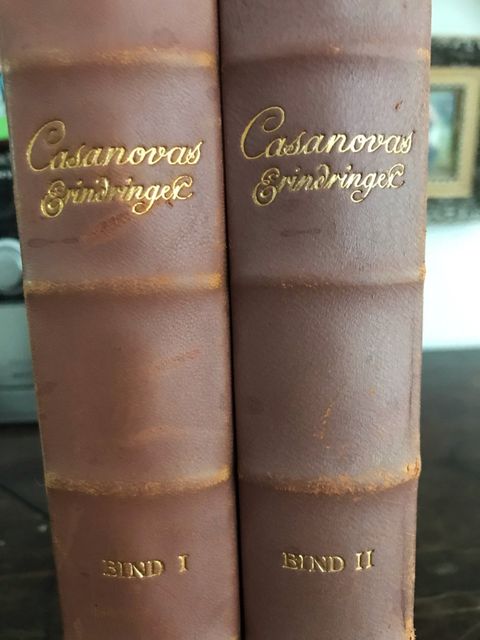 Casanovas
Erindringer
BIND I
Casanovas
Erindringer
BIND II